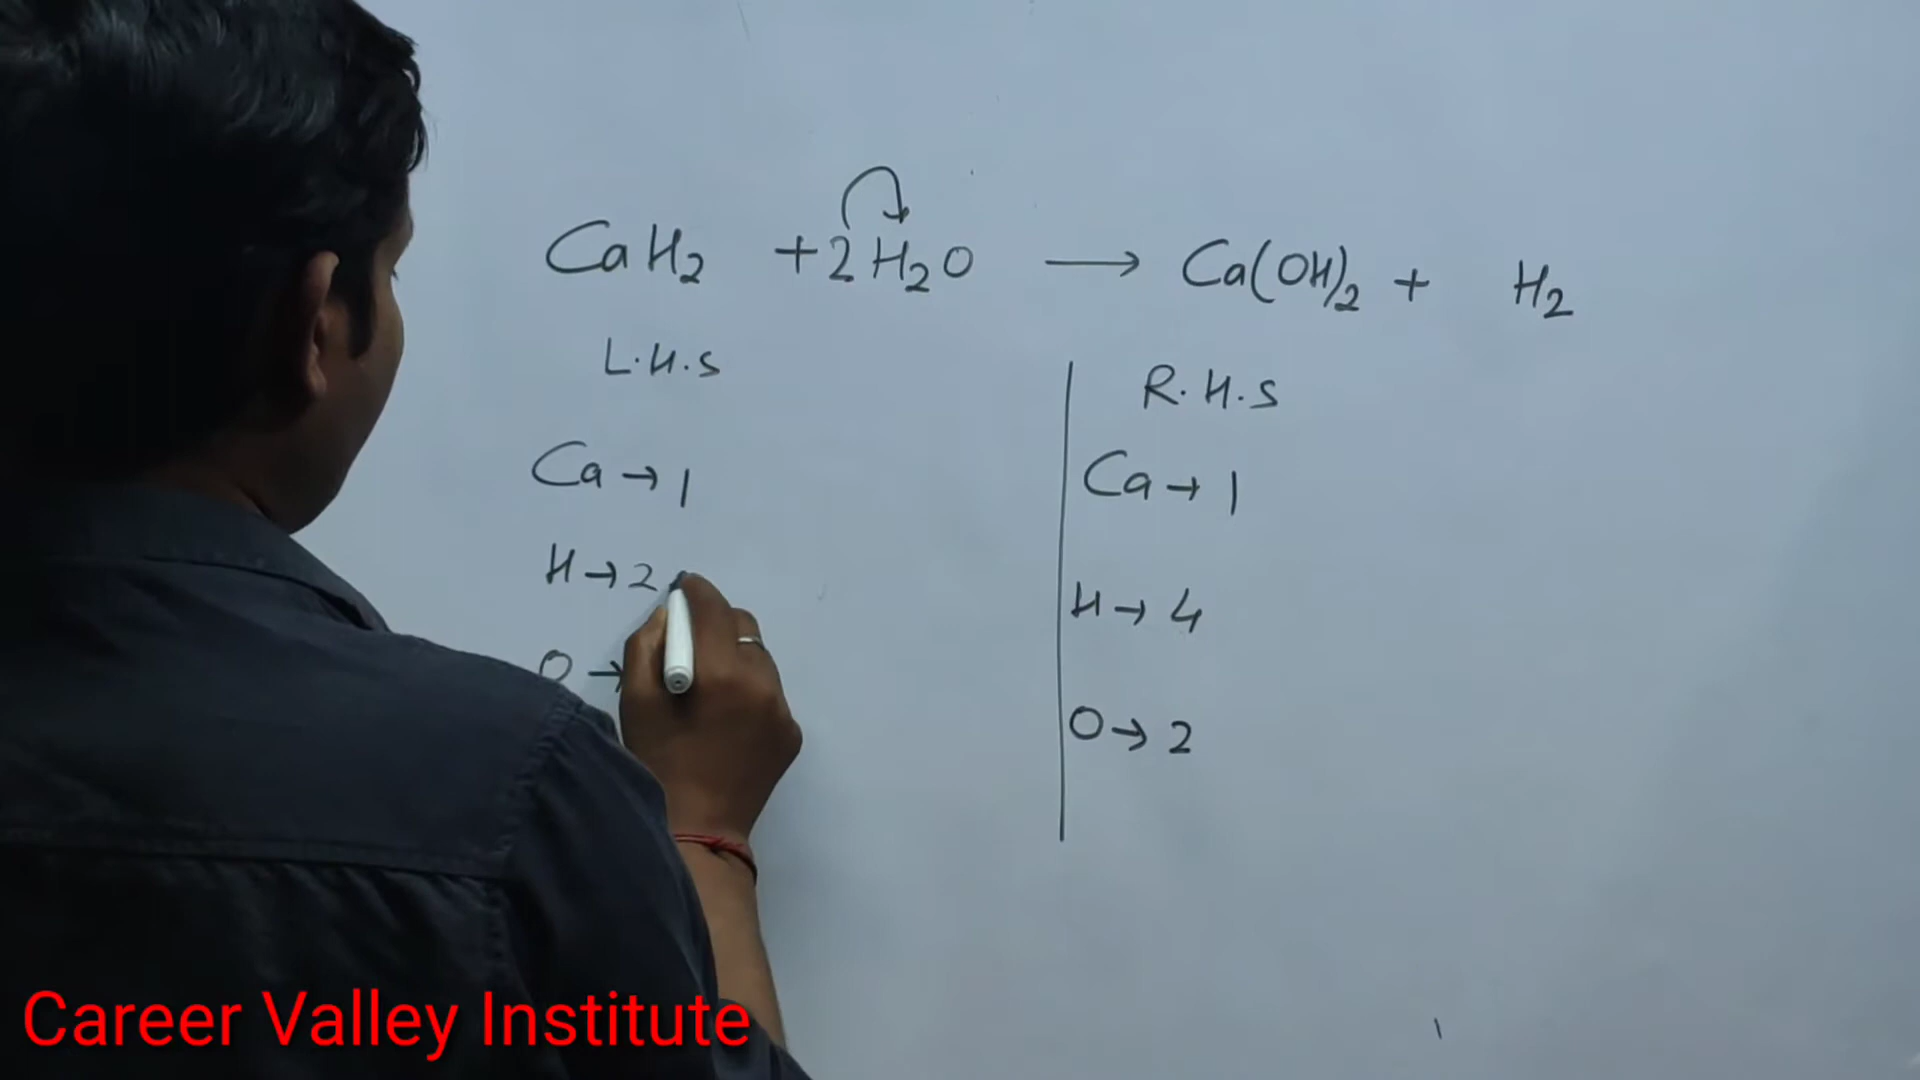 CaH₂ + 2H₂O → Ca(OH)₂ + H₂
L.H.S
R.H.S
Ca → 1
Ca → 1
H → 2
H → 4
O →
O → 2
Career Valley Institute